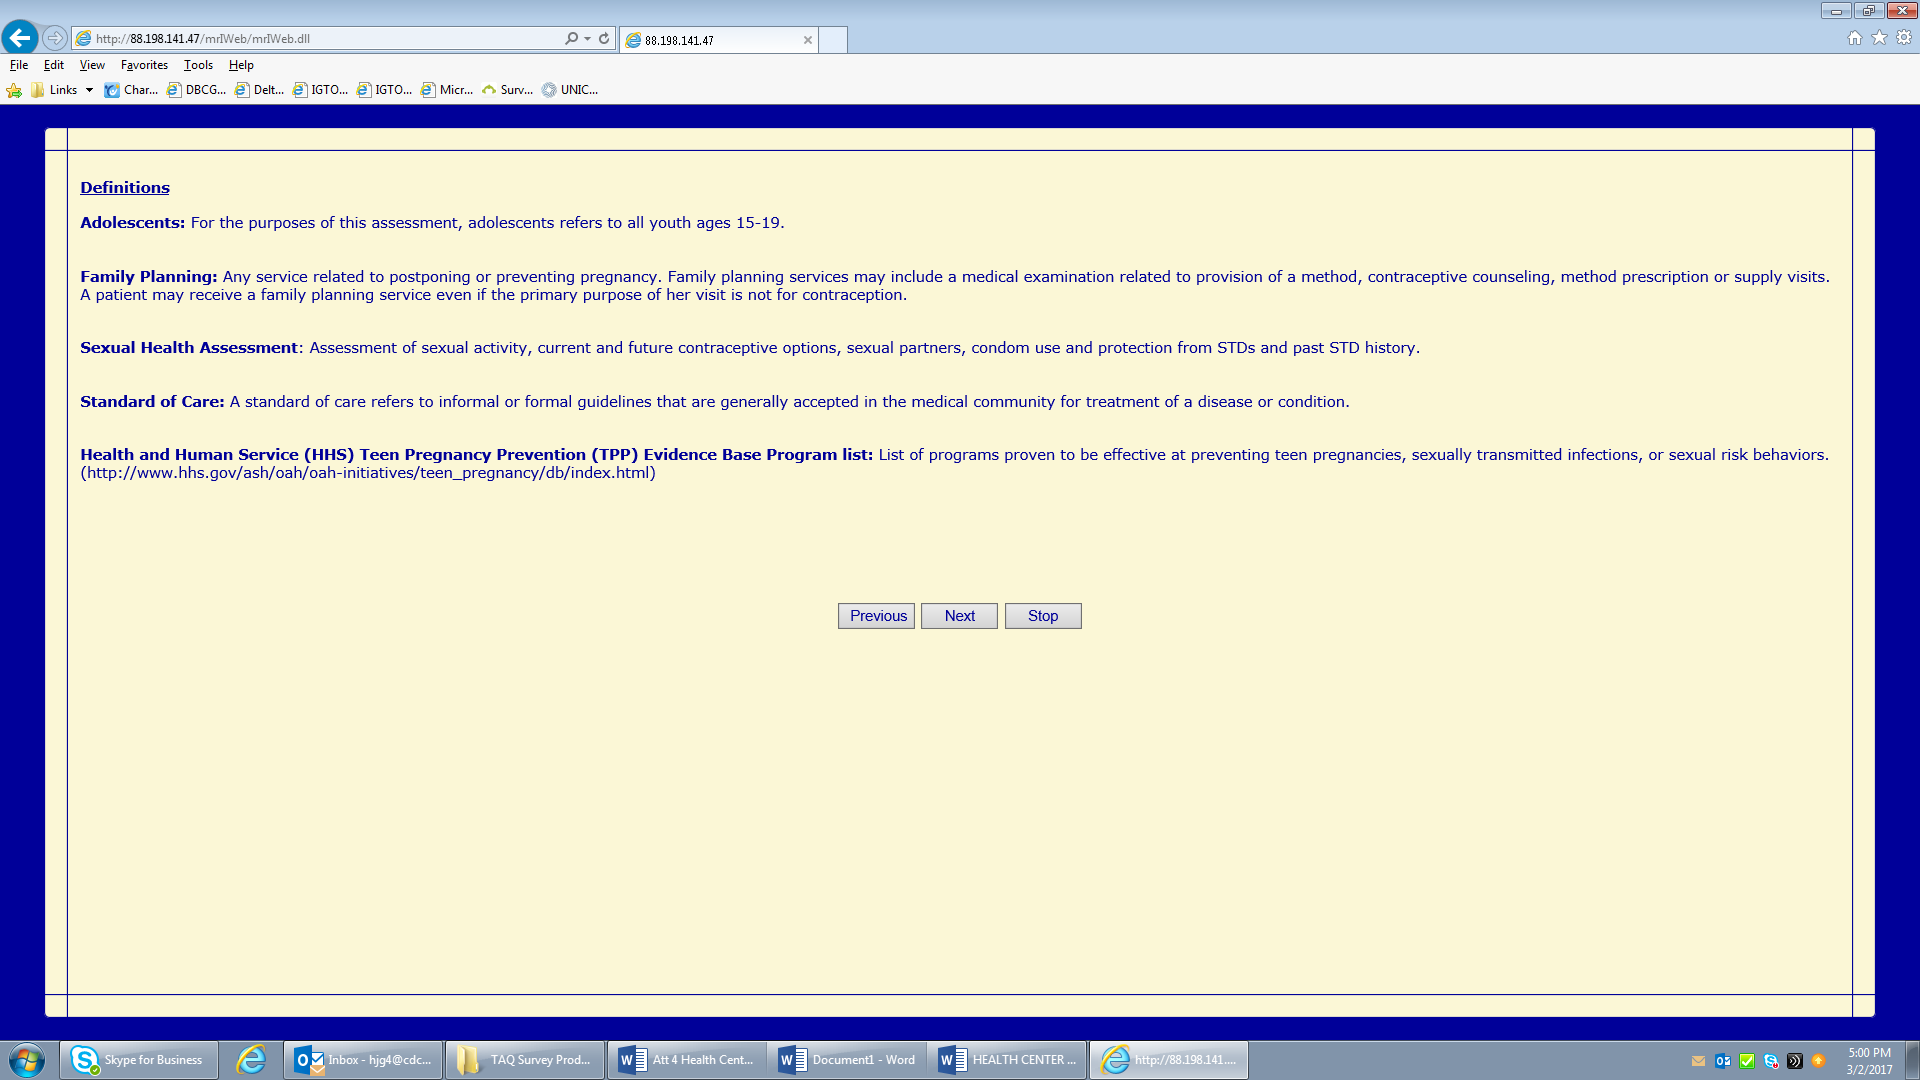 http://88.198.141.47/mrIWeb/mrIWeb.dll
88.198.141.47
File Edit View Favorites Tools Help
Links Char... DBCG... Delt... IGTO... IGTO... Micr... Surv... UNIC...
Definitions
Adolescents: For the purposes of this assessment, adolescents refers to all youth ages 15-19.
Family Planning: Any service related to postponing or preventing pregnancy. Family planning services may include a medical examination related to provision of a method, contraceptive counseling, method prescription or supply visits.
A patient may receive a family planning service even if the primary purpose of her visit is not for contraception.
Sexual Health Assessment: Assessment of sexual activity, current and future contraceptive options, sexual partners, condom use and protection from STDs and past STD history.
Standard of Care: A standard of care refers to informal or formal guidelines that are generally accepted in the medical community for treatment of a disease or condition.
Health and Human Service (HHS) Teen Pregnancy Prevention (TPP) Evidence Base Program list: List of programs proven to be effective at preventing teen pregnancies, sexually transmitted infections, or sexual risk behaviors.
(http://www.hhs.gov/ash/oah/oah-initiatives/teen_pregnancy/db/index.html)
Previous Next Stop
Skype for Business Inbox - hjg4@cdc... TAQ Survey Prod... Att 4 Health Cent... Document1 - Word HEALTH CENTER ... http://88.198.141....
5:00 PM
3/2/2017